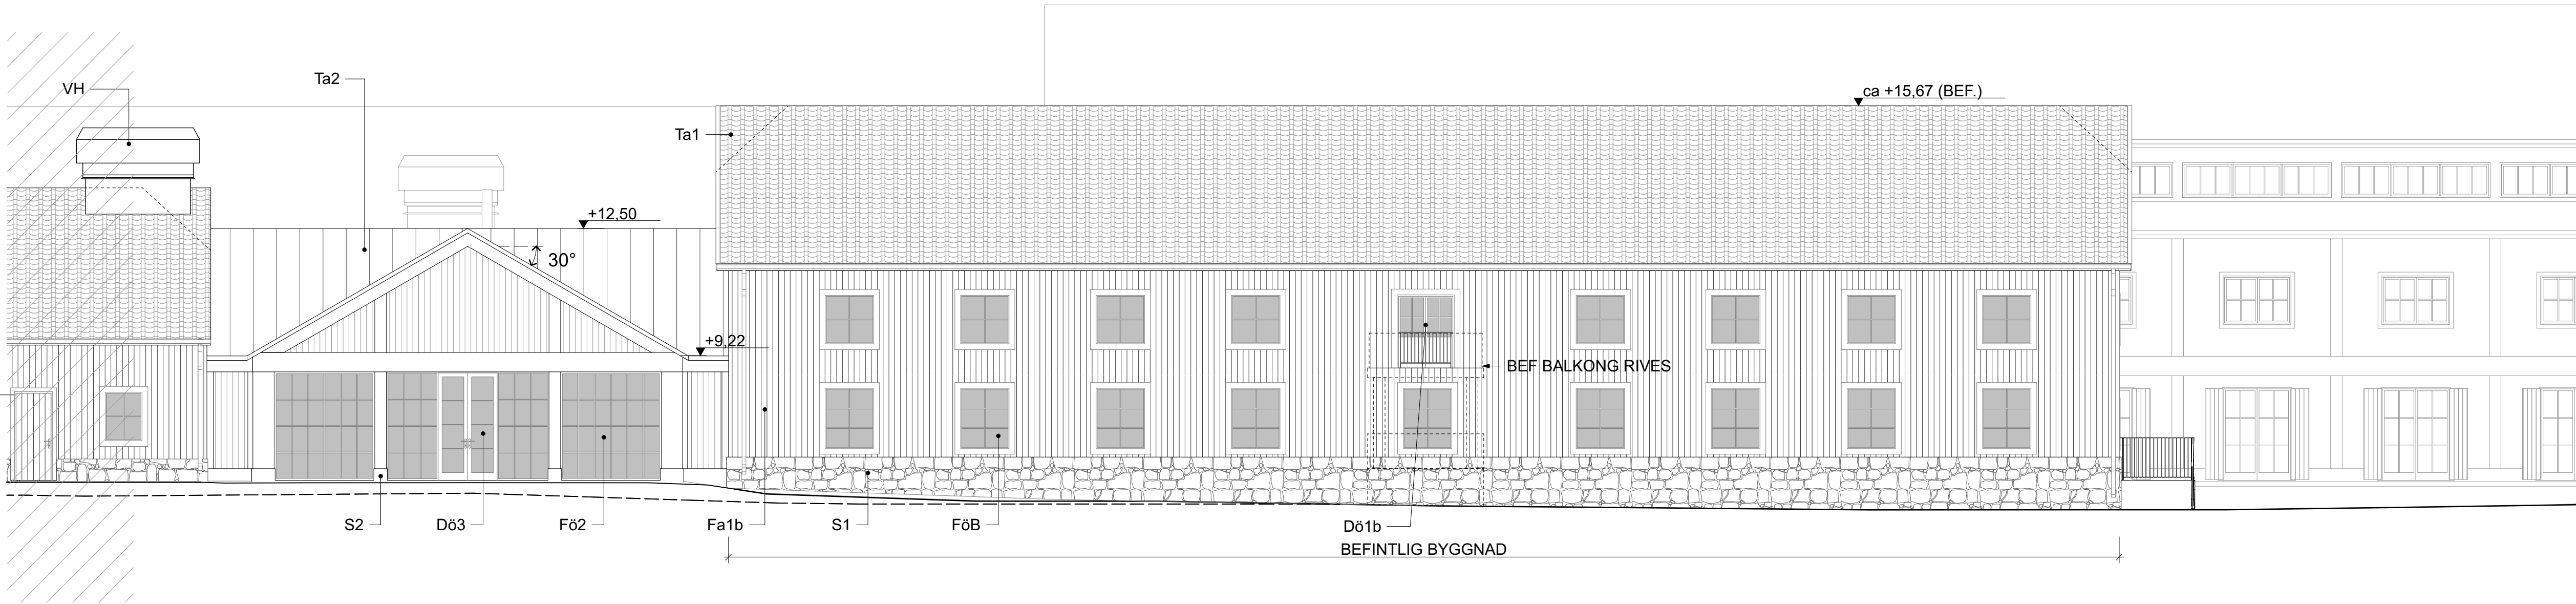 VH
Ta2
Ta1
ca +15,67 (BEF.)
+12,50
30°
+9,22
BEF BALKONG RIVES
S2
Dö3
Fö2
Fa1b
S1
FöB
Dö1b
BEFINTLIG BYGGNAD